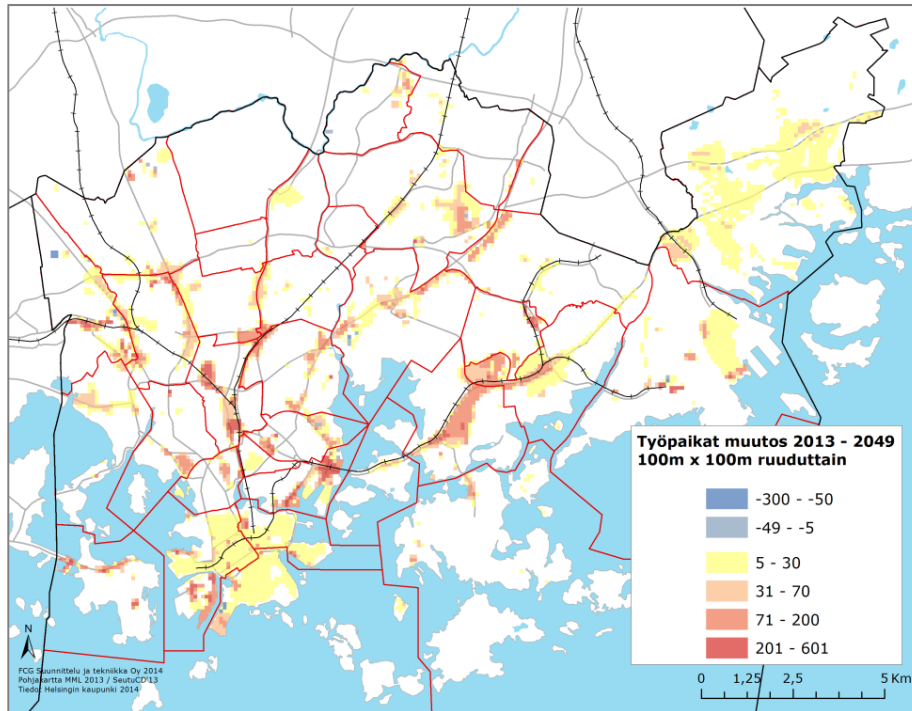 Työpaikat muutos 2013 - 2049
100m x 100m ruuduttain
-300 - -50
-49 - -5
5 - 30
31 - 70
71 - 200
201 - 601
N
FCG Suunnittelu ja tekniikka Oy 2014
Pohjakartta MML 2013 / SeutuCD'13
Tiedot Helsingin kaupunki 2014
0 1,25 2,5 5 Km